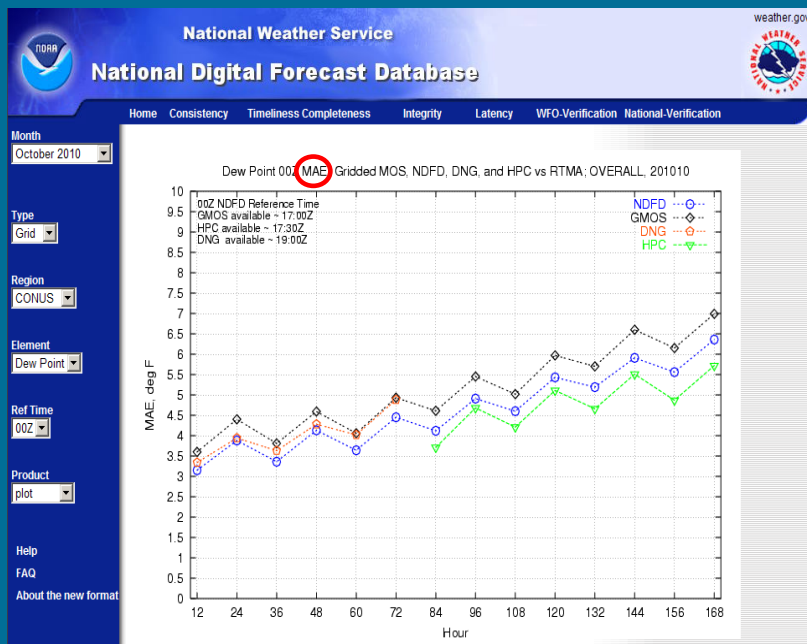 weather.gov
National Weather Service
NOAA
National Digital Forecast Database
NATIONAL WEATHER SERVICE
Home Consistency Timeliness Completeness Integrity Latency WFO-Verification National-Verification
Month
October 2010
Type
Grid
Region
CONUS
Element
Dew Point
Ref Time
00Z
Product
plot
Help
FAQ
About the new format
Dew Point 00Z MAE Gridded MOS, NDFD, DNG, and HPC vs RTMA; OVERALL, 201010
00Z NDFD Reference Time
GMOS available ~ 17:00Z
HPC available ~ 17:30Z
DNG available ~ 19:00Z
NDFD
GMOS
DNG
HPC
MAE, deg F
10
9.5
9
8.5
8
7.5
7
6.5
6
5.5
5
4.5
4
3.5
3
2.5
2
1.5
1
0.5
0
12 24 36 48 60 72 84 96 108 120 132 144 156 168
Hour